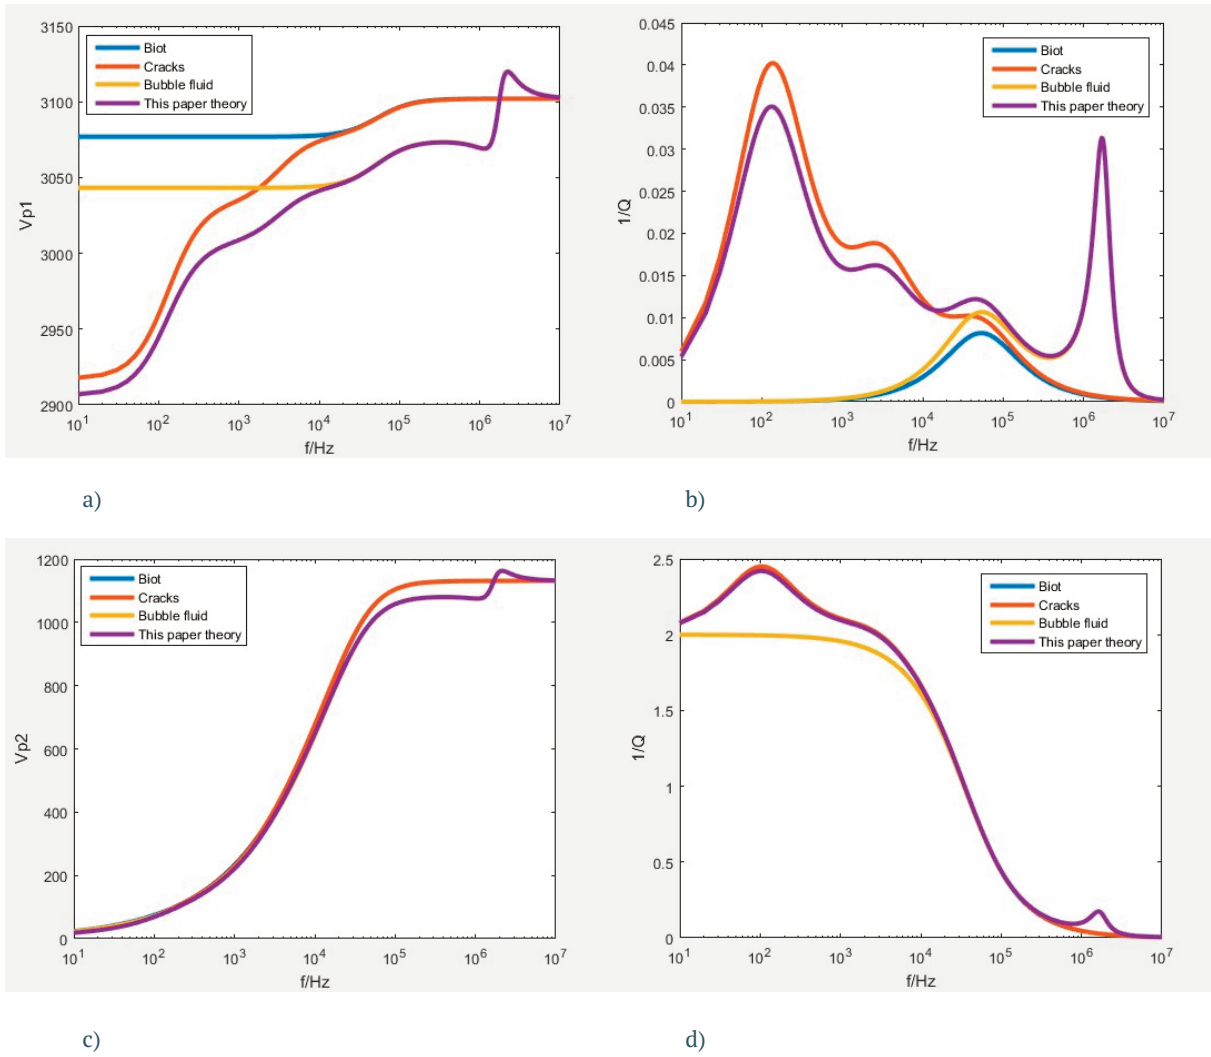 3150
3100
3050
3000
2950
2900
Vp1
Biot
Cracks
Bubble fluid
This paper theory
10^1 10^2 10^3 10^4 10^5 10^6 10^7
f/Hz
a)
0.045
0.04
0.035
0.03
0.025
0.02
0.015
0.01
0.005
0
1/Q
Biot
Cracks
Bubble fluid
This paper theory
10^1 10^2 10^3 10^4 10^5 10^6 10^7
f/Hz
b)
1200
1000
800
600
400
200
0
Vp2
Biot
Cracks
Bubble fluid
This paper theory
10^1 10^2 10^3 10^4 10^5 10^6 10^7
f/Hz
c)
2.5
2
1.5
1
0.5
0
1/Q
Biot
Cracks
Bubble fluid
This paper theory
10^1 10^2 10^3 10^4 10^5 10^6 10^7
f/Hz
d)